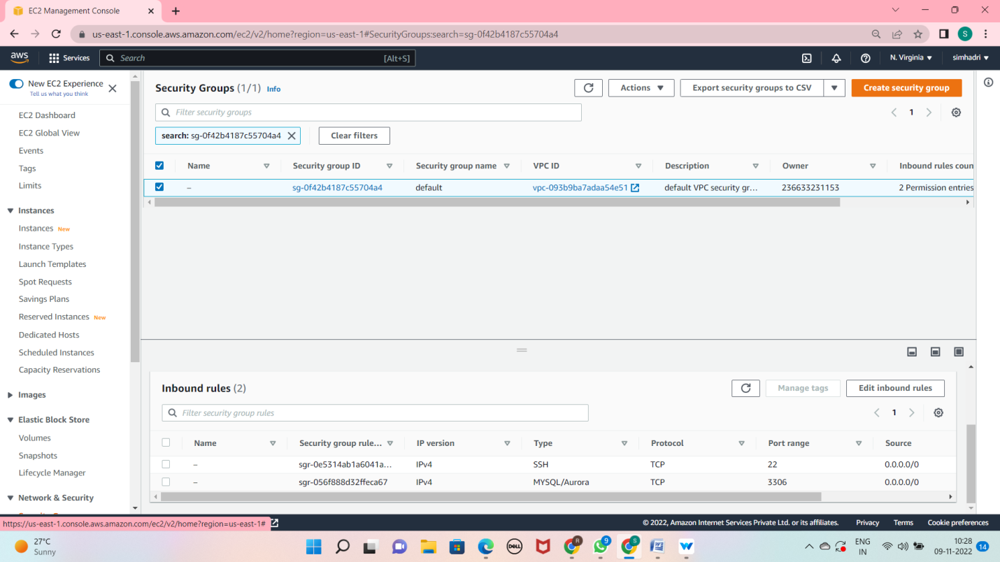 EC2 Management Console
us-east-1.console.aws.amazon.com/ec2/v2/home?region=us-east-1#SecurityGroups:search=sg-0f42b4187c55704a4
S
aws
Services
Search
[Alt+S]
N. Virginia
simhadri
New EC2 Experience
Tell us what you think
EC2 Dashboard
EC2 Global View
Events
Tags
Limits
Instances
Instances New
Instance Types
Launch Templates
Spot Requests
Savings Plans
Reserved Instances New
Dedicated Hosts
Scheduled Instances
Capacity Reservations
Images
Elastic Block Store
Volumes
Snapshots
Lifecycle Manager
Network & Security
Security Groups (1/1) Info
Actions
Export security groups to CSV
Create security group
Filter security groups
1
search: sg-0f42b4187c55704a4
Clear filters
Name Security group ID Security group name VPC ID Description Owner Inbound rules coun
– sg-0f42b4187c55704a4 default vpc-093b9ba7adaa54e51 default VPC security gr... 236633231153 2 Permission entries
Inbound rules (2)
Manage tags
Edit inbound rules
Filter security group rules
1
Name Security group rule... IP version Type Protocol Port range Source
– sgr-0e5314ab1a6041a... IPv4 SSH TCP 22 0.0.0.0/0
– sgr-056f888d32ffeca67 IPv4 MYSQL/Aurora TCP 3306 0.0.0.0/0
https://us-east-1.console.aws.amazon.com/ec2/v2/home?region=us-east-1#
© 2022, Amazon Internet Services Private Ltd. or its affiliates. Privacy Terms Cookie preferences
27°C
Sunny
DELL
R
9
S
W
ENG
IN
10:28
09-11-2022
14